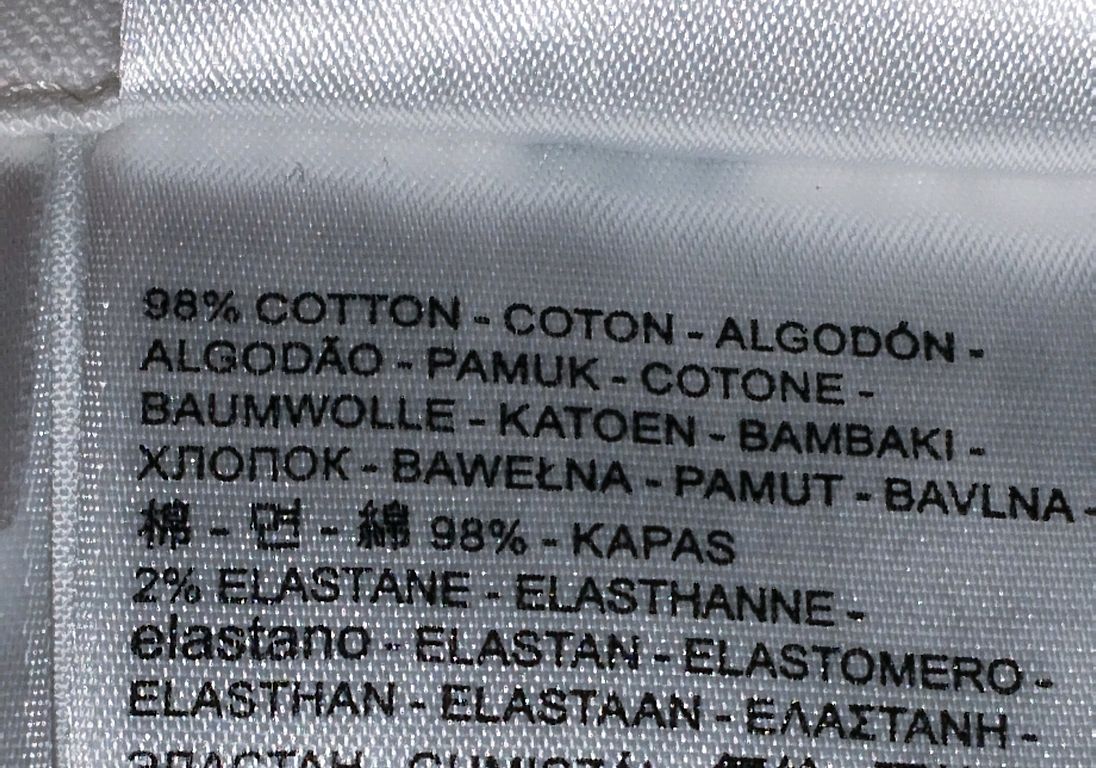 98% COTTON - COTON - ALGODÓN -
ALGODÃO - PAMUK - COTONE -
BAUMWOLLE - KATOEN - BAMBAKI -
ХЛОПОК - BAWEŁNA - PAMUT - BAVLNA -
棉 - 면 - 綿 98% - KAPAS
2% ELASTANE - ELASTHANNE -
elastano - ELASTAN - ELASTOMERO -
ELASTHAN - ELASTAAN - ΕΛΑΣΤΑΝΗ -
ЭЛАСТАН